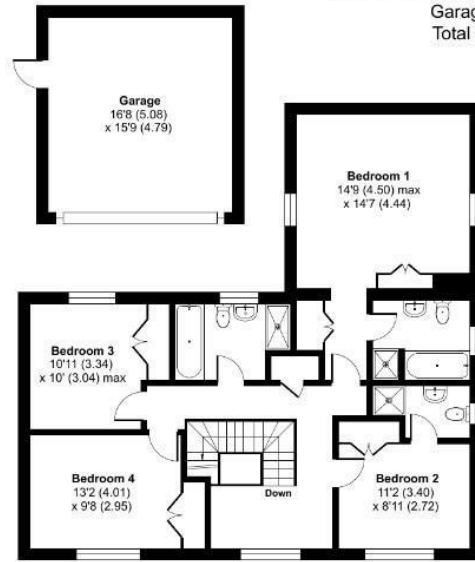 Garag
Total
Garage
16'8 (5.08)
x 15'9 (4.79)
Bedroom 1
14'9 (4.50) max
x 14'7 (4.44)
Bedroom 3
10'11 (3.34)
x 10' (3.04) max
Bedroom 4
13'2 (4.01)
x 9'8 (2.95)
Down
Bedroom 2
11'2 (3.40)
x 8'11 (2.72)